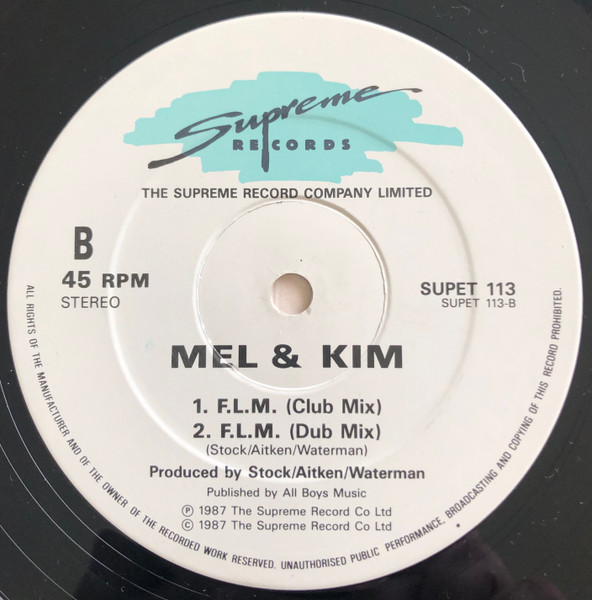 Supreme
RECORDS
THE SUPREME RECORD COMPANY LIMITED
B
45 RPM
STEREO
SUPET 113
SUPET 113-B
MEL & KIM
1. F.L.M. (Club Mix)
2. F.L.M. (Dub Mix)
(Stock/Aitken/Waterman)
Produced by Stock/Aitken/Waterman
Published by All Boys Music
Ⓟ 1987 The Supreme Record Co Ltd
© 1987 The Supreme Record Co Ltd
ALL RIGHTS OF THE MANUFACTURER AND OF THE OWNER OF THE RECORDED WORK RESERVED. UNAUTHORISED PUBLIC PERFORMANCE, BROADCASTING AND COPYING OF THIS RECORD PROHIBITED.